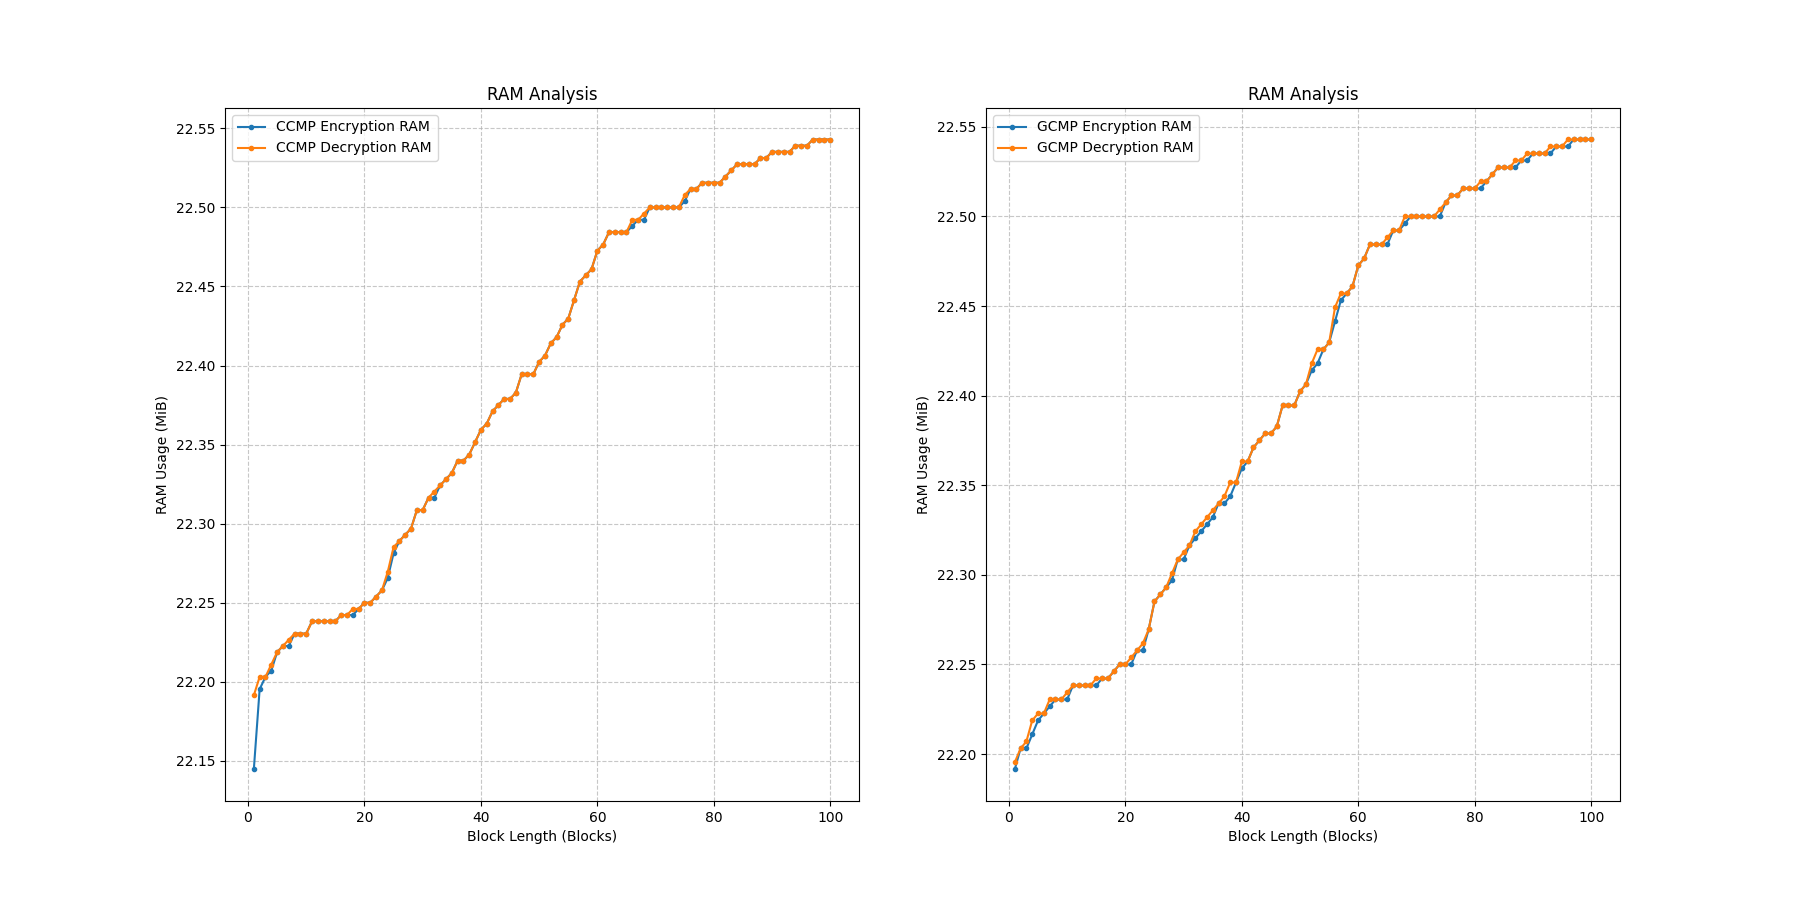 RAM Analysis
CCMP Encryption RAM
CCMP Decryption RAM
22.55
22.50
22.45
22.40
22.35
22.30
22.25
22.20
22.15
RAM Usage (MiB)
0 20 40 60 80 100
Block Length (Blocks)
RAM Analysis
GCMP Encryption RAM
GCMP Decryption RAM
22.55
22.50
22.45
22.40
22.35
22.30
22.25
22.20
RAM Usage (MiB)
0 20 40 60 80 100
Block Length (Blocks)